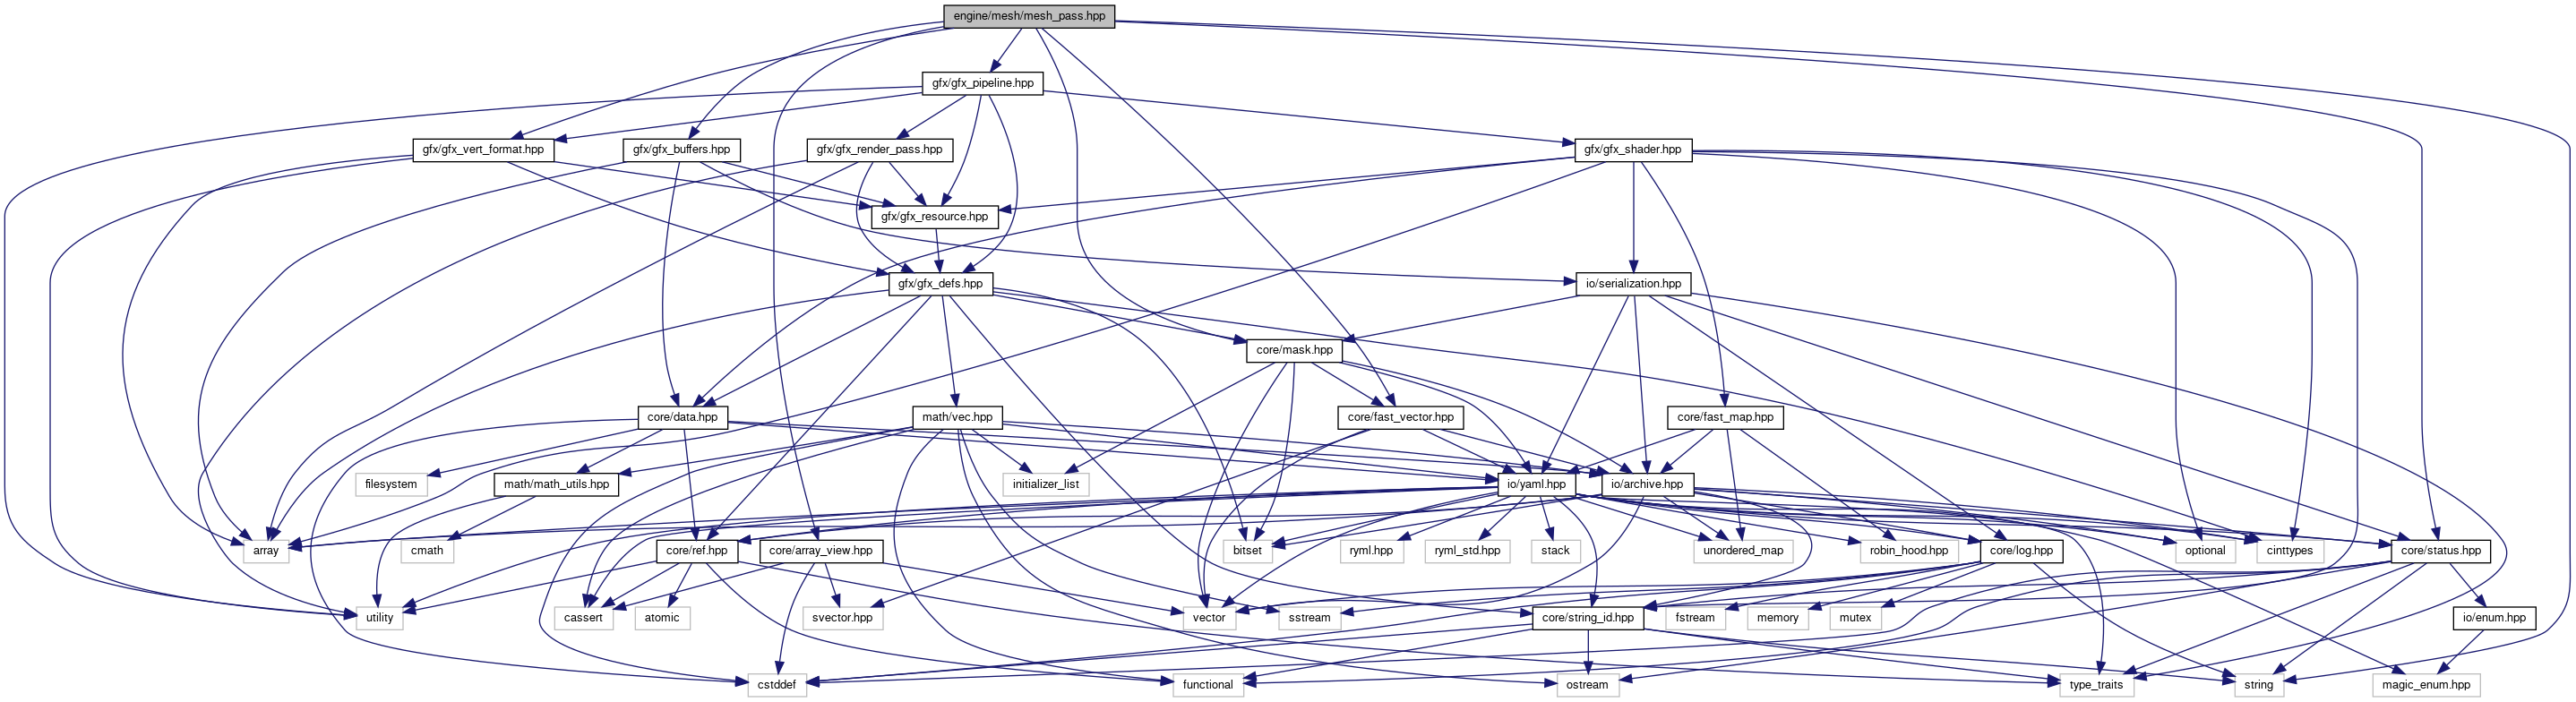 engine/mesh/mesh_pass.hpp
gfx/gfx_pipeline.hpp
gfx/gfx_vert_format.hpp
gfx/gfx_buffers.hpp
gfx/gfx_render_pass.hpp
gfx/gfx_shader.hpp
gfx/gfx_resource.hpp
gfx/gfx_defs.hpp
io/serialization.hpp
core/mask.hpp
core/data.hpp
math/vec.hpp
core/fast_vector.hpp
core/fast_map.hpp
filesystem
math/math_utils.hpp
initializer_list
io/yaml.hpp
io/archive.hpp
array
cmath
core/ref.hpp
core/array_view.hpp
bitset
ryml.hpp
ryml_std.hpp
stack
unordered_map
robin_hood.hpp
core/log.hpp
optional
cinttypes
core/status.hpp
utility
cassert
atomic
svector.hpp
vector
sstream
core/string_id.hpp
fstream
memory
mutex
io/enum.hpp
cstddef
functional
ostream
type_traits
string
magic_enum.hpp